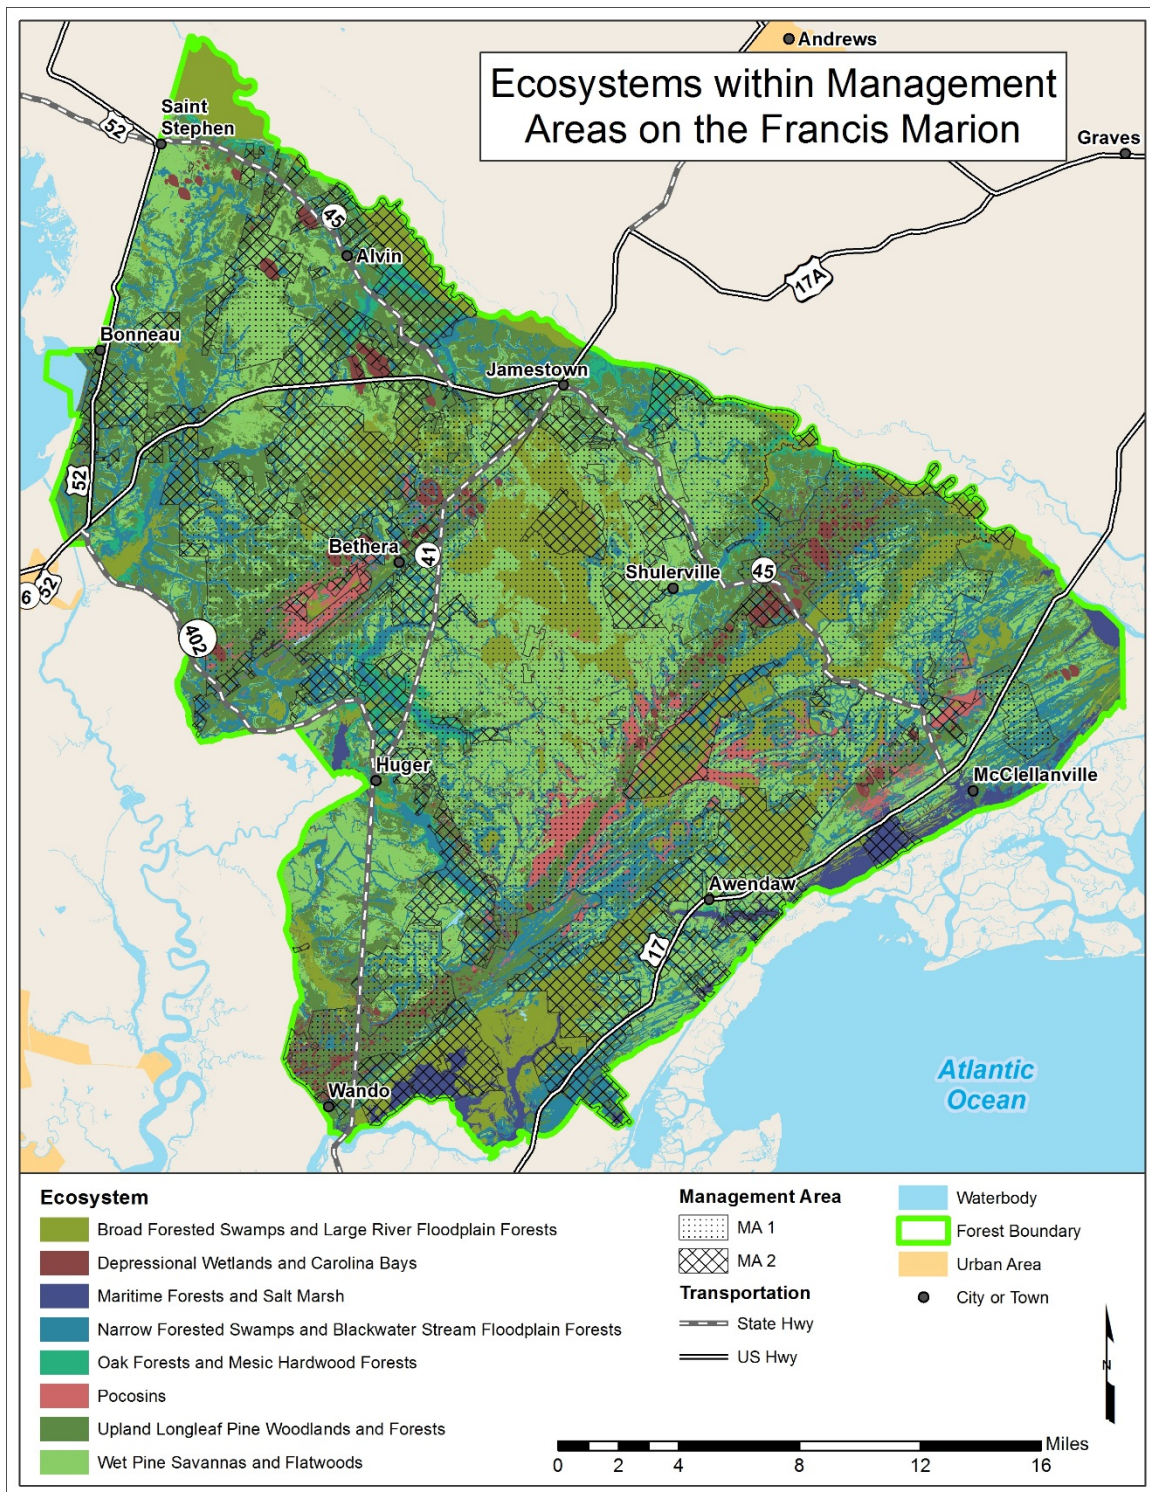 Ecosystems within Management
Areas on the Francis Marion
Andrews
Graves
Saint
Stephen
52
45
Alvin
17A
Bonneau
Jamestown
52
Bethera
41
Shulerville
45
52
6
402
Huger
McClellanville
Awendaw
17
Wando
Atlantic
Ocean
Ecosystem
Broad Forested Swamps and Large River Floodplain Forests
Depressional Wetlands and Carolina Bays
Maritime Forests and Salt Marsh
Narrow Forested Swamps and Blackwater Stream Floodplain Forests
Oak Forests and Mesic Hardwood Forests
Pocosins
Upland Longleaf Pine Woodlands and Forests
Wet Pine Savannas and Flatwoods
Management Area
MA 1
MA 2
Transportation
State Hwy
US Hwy
Waterbody
Forest Boundary
Urban Area
City or Town
N
Miles
0 2 4 8 12 16